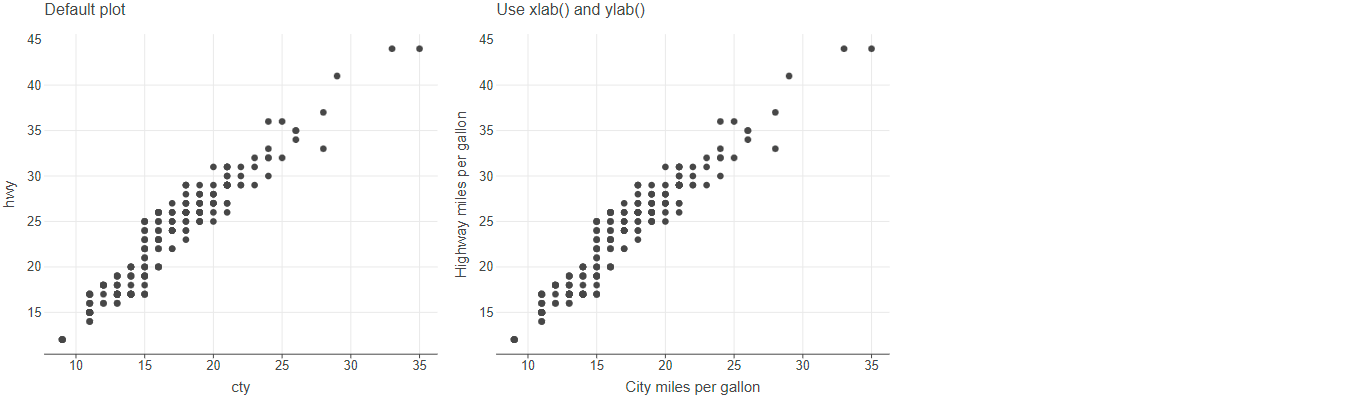 Default plot
45
40
35
30
25
20
15
hwy
10 15 20 25 30 35
cty
Use xlab() and ylab()
45
40
35
30
25
20
15
Highway miles per gallon
10 15 20 25 30 35
City miles per gallon